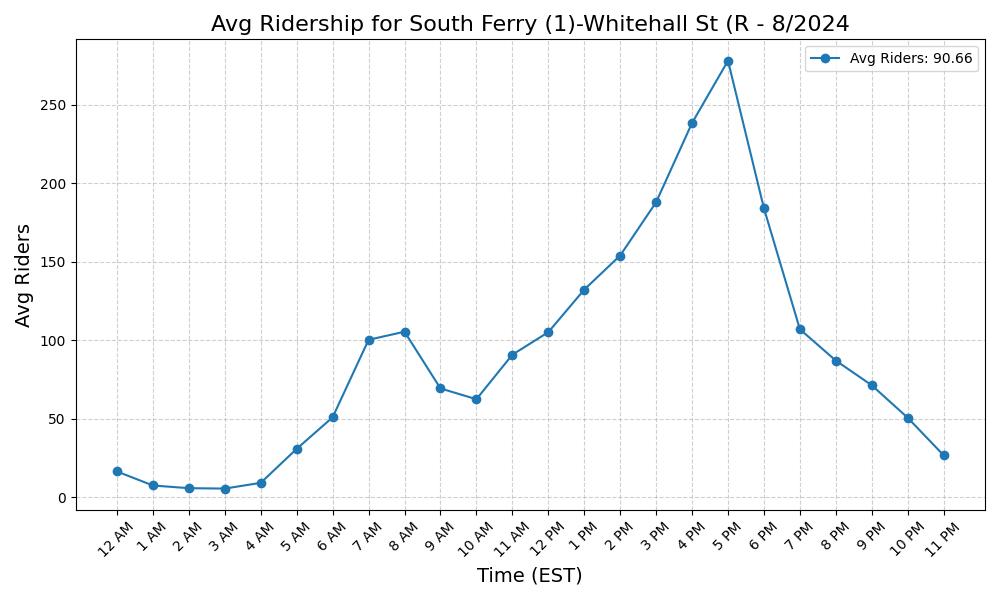 Avg Ridership for South Ferry (1)-Whitehall St (R - 8/2024
Avg Riders: 90.66
Avg Riders
250
200
150
100
50
0
12 AM
1 AM
2 AM
3 AM
4 AM
5 AM
6 AM
7 AM
8 AM
9 AM
10 AM
11 AM
12 PM
1 PM
2 PM
3 PM
4 PM
5 PM
6 PM
7 PM
8 PM
9 PM
10 PM
11 PM
Time (EST)